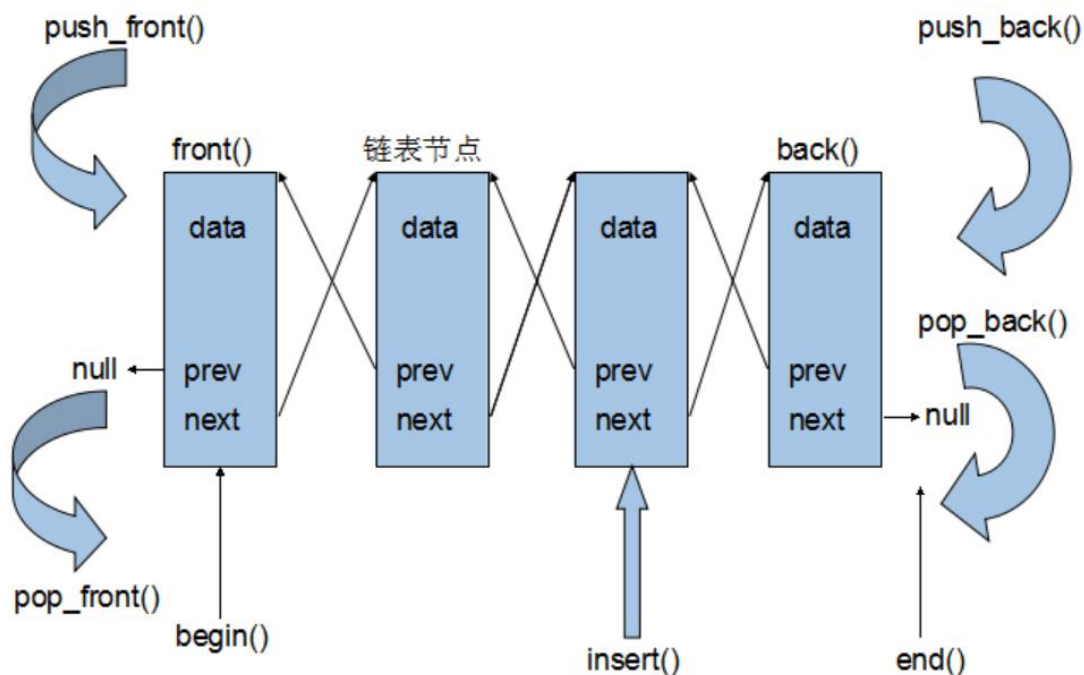 push_front()
push_back()
front()
链表节点
back()
data
data
data
data
pop_back()
null
prev
prev
prev
prev
next
next
next
next
null
pop_front()
begin()
insert()
end()